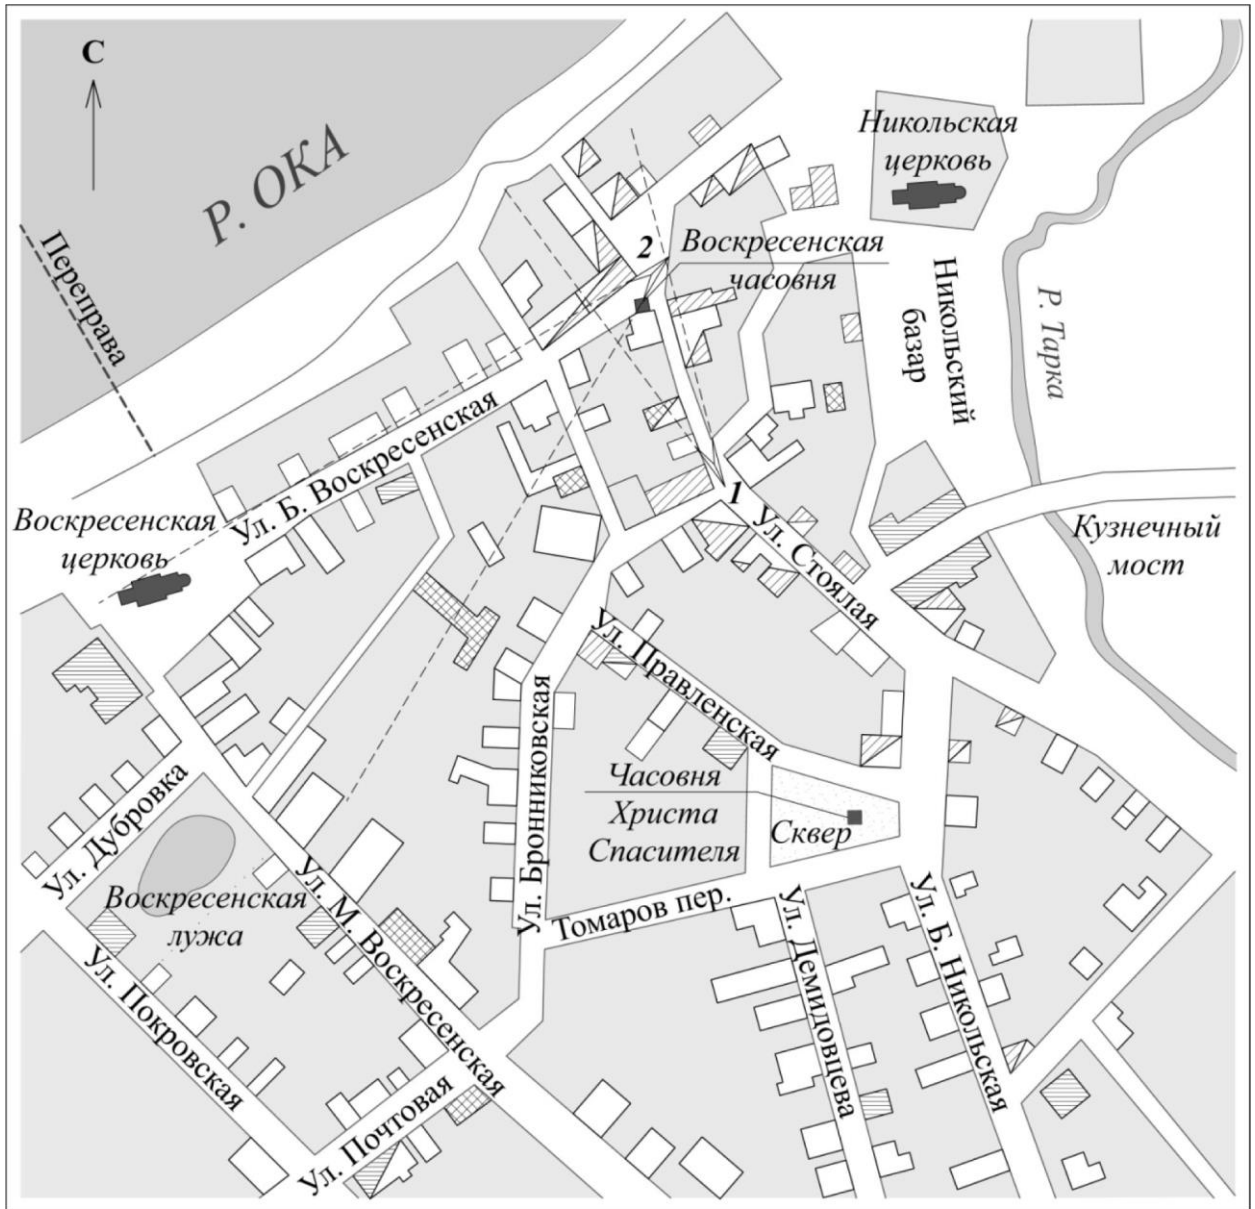 С
Р. ОКА
Переправа
Никольская
церковь
2
Воскресенская
часовня
Никольский
базар
Р. Тарка
Ул. Б. Воскресенская
1
Ул. Стоялая
Кузнечный
мост
Воскресенская
церковь
Ул. Правленская
Ул. Бронниковская
Часовня
Христа
Спасителя
Сквер
Ул. Дубровка
Воскресенская
лужа
Ул. М. Воскресенская
Томаров пер.
Ул. Демидовцева
Ул. Б. Никольская
Ул. Покровская
Ул. Почтовая